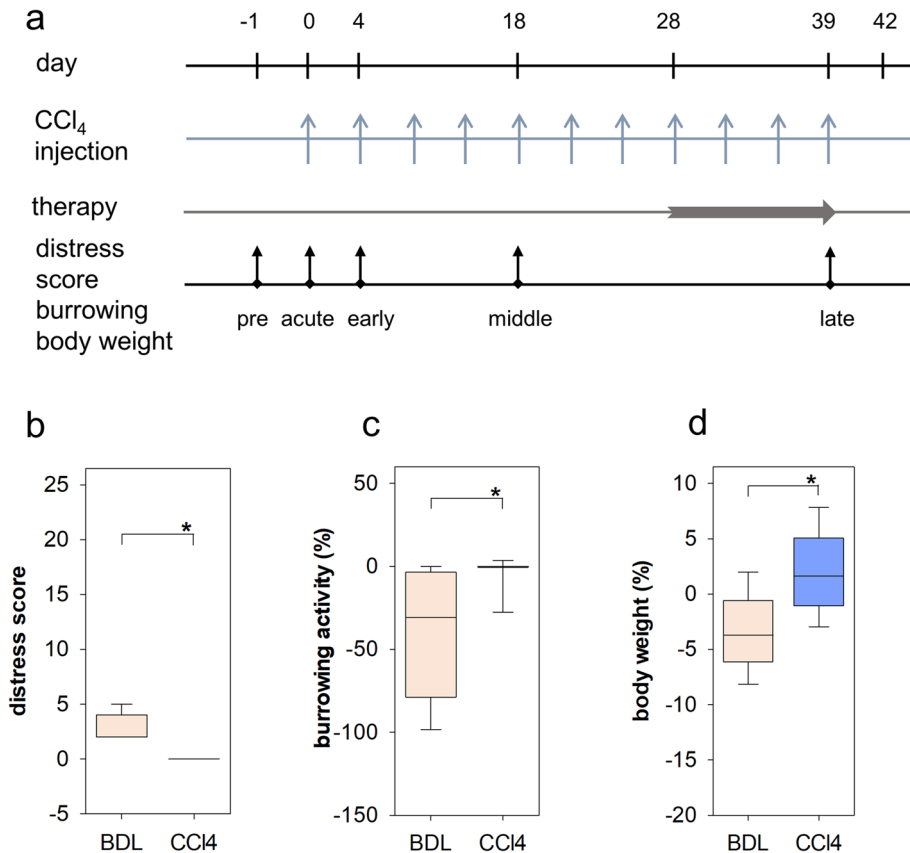 a
-1 0 4 18 28 39 42
day
CCl₄
injection
therapy
distress
score
burrowing
body weight
pre acute early middle late
b
distress score
25
20
15
10
5
0
-5
*
BDL CCl4
c
burrowing activity (%)
50
0
-50
-100
-150
*
BDL CCl4
d
body weight (%)
10
5
0
-5
-10
-15
-20
*
BDL CCl4